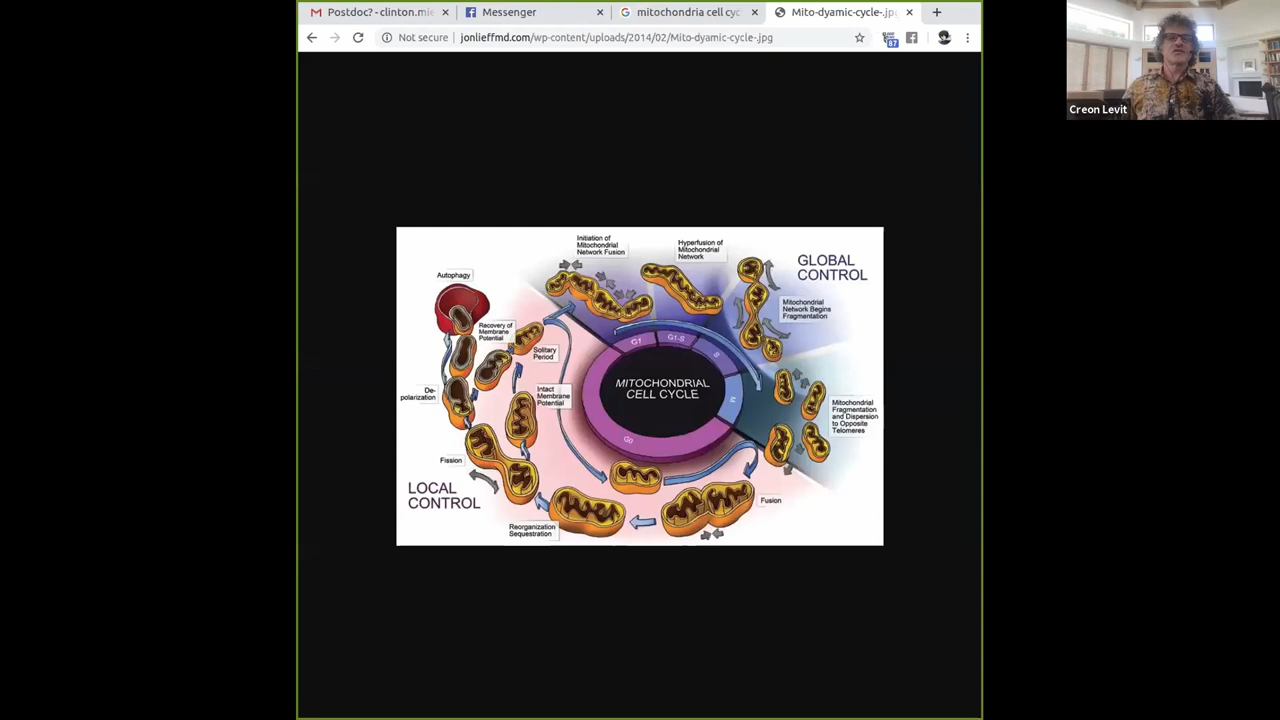 Postdoc? - clinton.mie
Messenger
mitochondria cell cyc
Mito-dyamic-cycle-.jp
Not secure
jonlieffmd.com/wp-content/uploads/2014/02/Mito-dyamic-cycle-.jpg
87
Creon Levit
Initiation of
Mitochondrial
Network Fusion
Hyperfusion of
Mitochondrial
Network
GLOBAL
CONTROL
Autophagy
Mitochondrial
Network Begins
Fragmentation
Recovery of
Membrane
Potential
Solitary
Period
G1
G1-S
S
M
G0
MITOCHONDRIAL
CELL CYCLE
De-
polarization
Intact
Membrane
Potential
Mitochondrial
Fragmentation
and Dispersion
to Opposite
Telomeres
Fission
LOCAL
CONTROL
Fusion
Reorganization
Sequestration